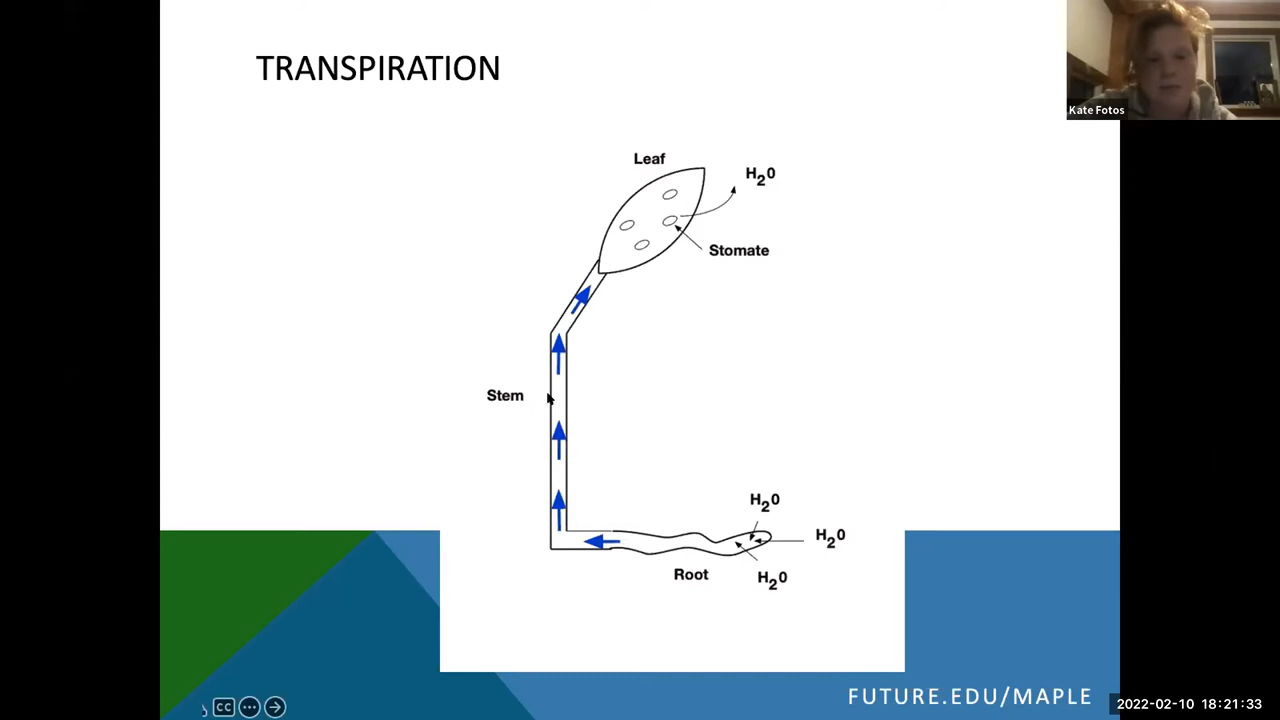 TRANSPIRATION
Kate Fotos
Leaf
H20
Stomate
Stem
H20
H20
Root
H20
FUTURE.EDU/MAPLE
CC
2022-02-10 18:21:33